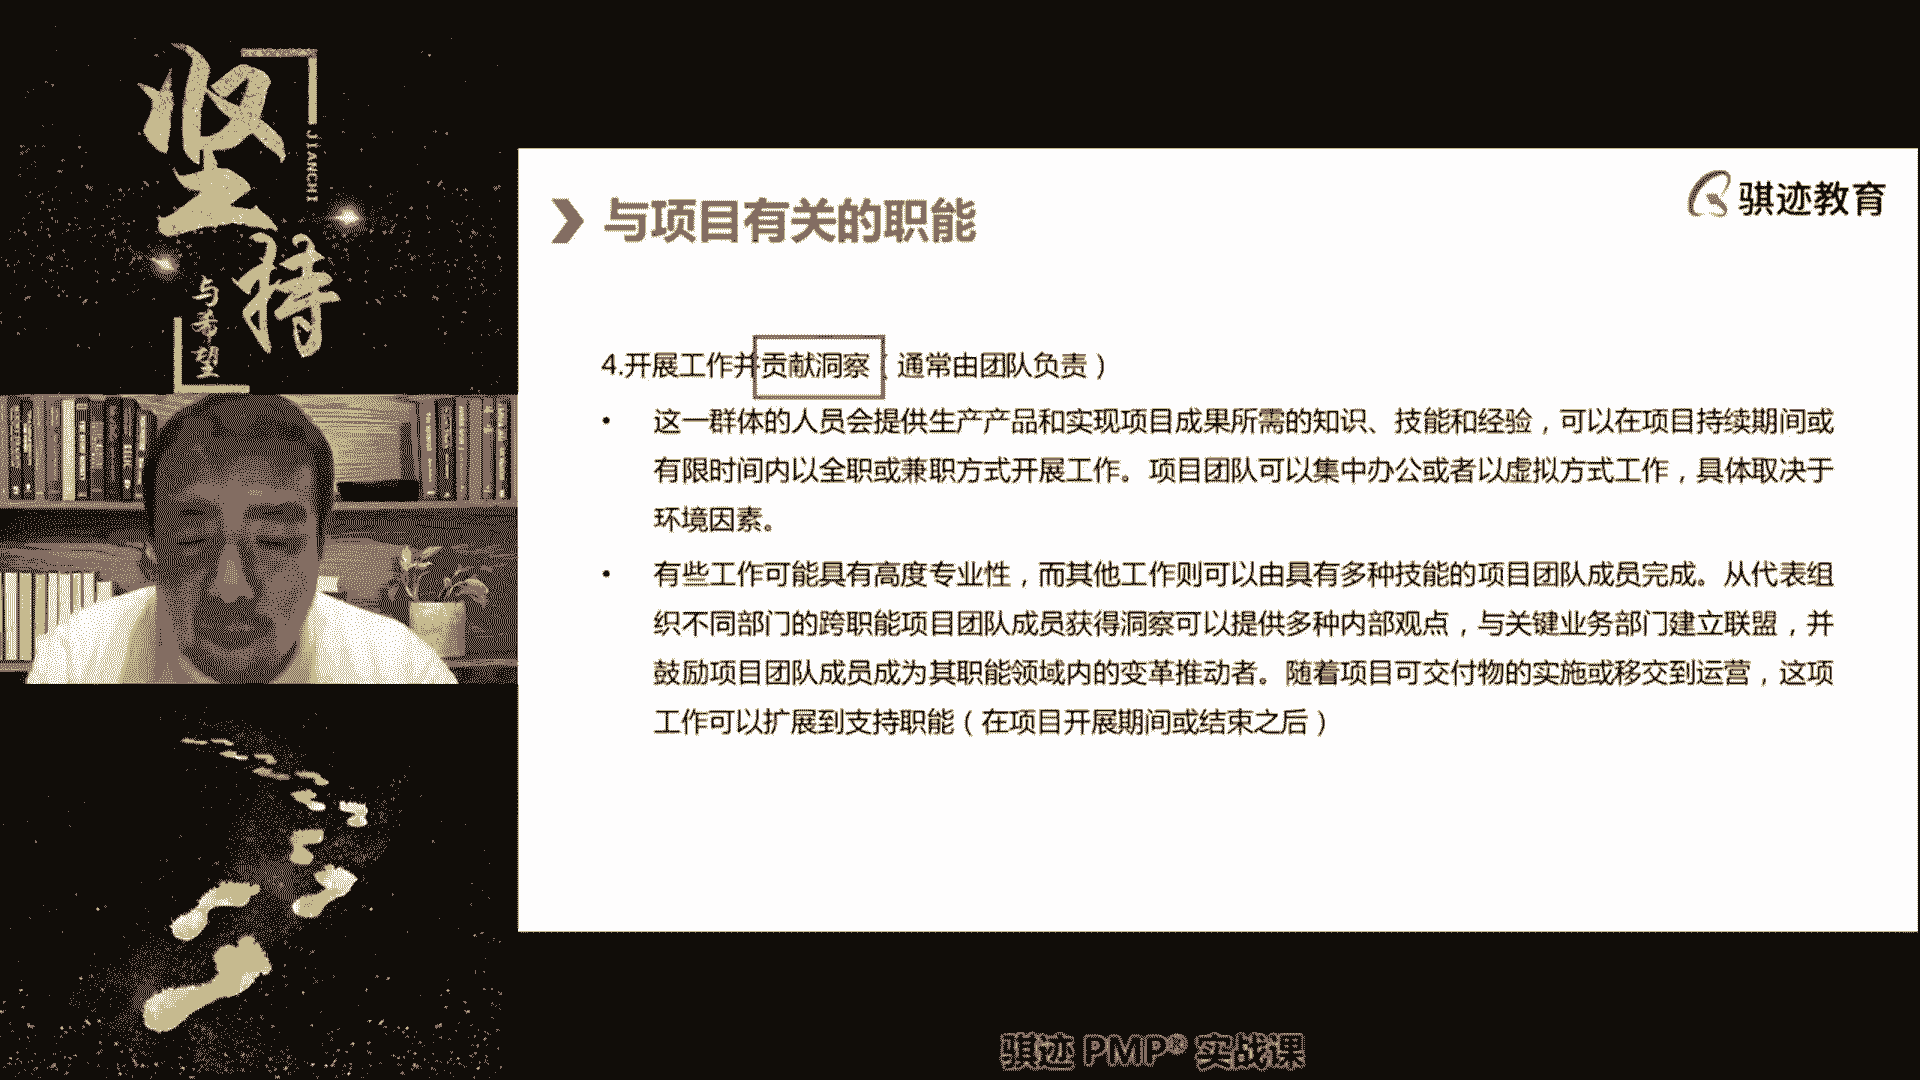 坚持
JIANCHI
与希望
骐迹教育
与项目有关的职能
4.开展工作并贡献洞察（通常由团队负责）
• 这一群体的人员会提供生产产品和实现项目成果所需的知识、技能和经验，可以在项目持续期间或
有限时间内以全职或兼职方式开展工作。项目团队可以集中办公或者以虚拟方式工作，具体取决于
环境因素。
• 有些工作可能具有高度专业性，而其他工作则可以由具有多种技能的项目团队成员完成。从代表组
织不同部门的跨职能项目团队成员获得洞察可以提供多种内部观点，与关键业务部门建立联盟，并
鼓励项目团队成员成为其职能领域内的变革推动者。随着项目可交付物的实施或移交到运营，这项
工作可以扩展到支持职能（在项目开展期间或结束之后）
骐迹 PMP® 实战课